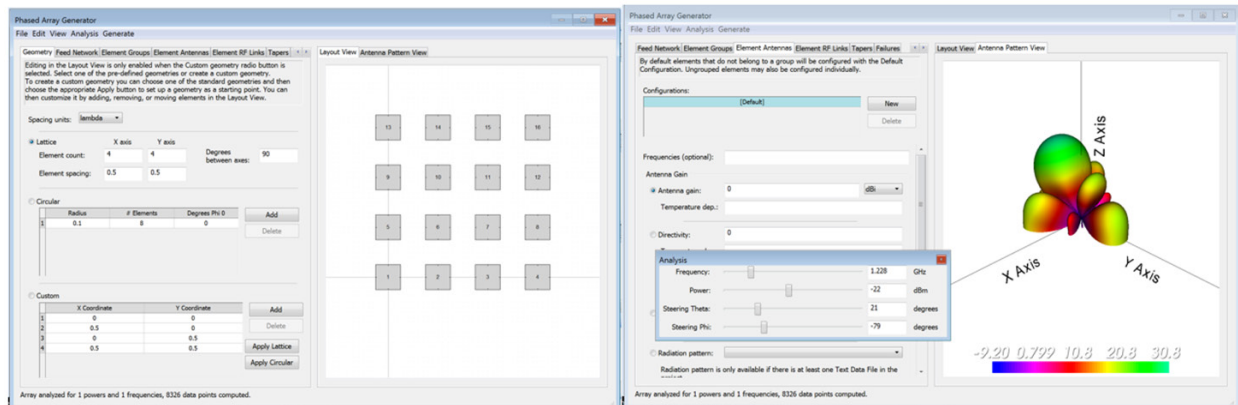 Phased Array Generator
File Edit View Analysis Generate
Geometry Feed Network Element Groups Element Antennas Element RF Links Tapers
Layout View Antenna Pattern View
Editing in the Layout View is only enabled when the Custom geometry radio button is
selected. Select one of the pre-defined geometries or create a custom geometry.
To create a custom geometry you can choose one of the standard geometries and then
choose the appropriate Apply button to set up a geometry as a starting point. You can
then customize it by adding, removing, or moving elements in the Layout View.
Spacing units: lambda
Lattice X axis Y axis
Element count: 4 4 Degrees between axes: 90
Element spacing: 0.5 0.5
Circular
Radius # Elements Degrees Phi 0
1 0.1 8 0
Add
Delete
Custom
X Coordinate Y Coordinate
1 0 0
2 0.5 0
3 0 0.5
4 0.5 0.5
Add
Delete
Apply Lattice
Apply Circular
13 14 15 16
9 10 11 12
5 6 7 8
1 2 3 4
Array analyzed for 1 powers and 1 frequencies, 8326 data points computed.
Phased Array Generator
File Edit View Analysis Generate
Feed Network Element Groups Element Antennas Element RF Links Tapers Failures
Layout View Antenna Pattern View
By default elements that do not belong to a group will be configured with the Default
Configuration. Ungrouped elements may also be configured individually.
Configurations:
[Default]
New
Delete
Frequencies (optional):
Antenna Gain
Antenna gain: 0 dBi
Temperature dep.:
Directivity: 0
Analysis
Frequency: 1.228 GHz
Power: -22 dBm
Steering Theta: 21 degrees
Steering Phi: -79 degrees
Radiation pattern:
Radiation pattern is only available if there is at least one Text Data File in the
Z Axis
X Axis
Y Axis
-9.20 0.799 10.8 20.8 30.8
Array analyzed for 1 powers and 1 frequencies, 8326 data points computed.